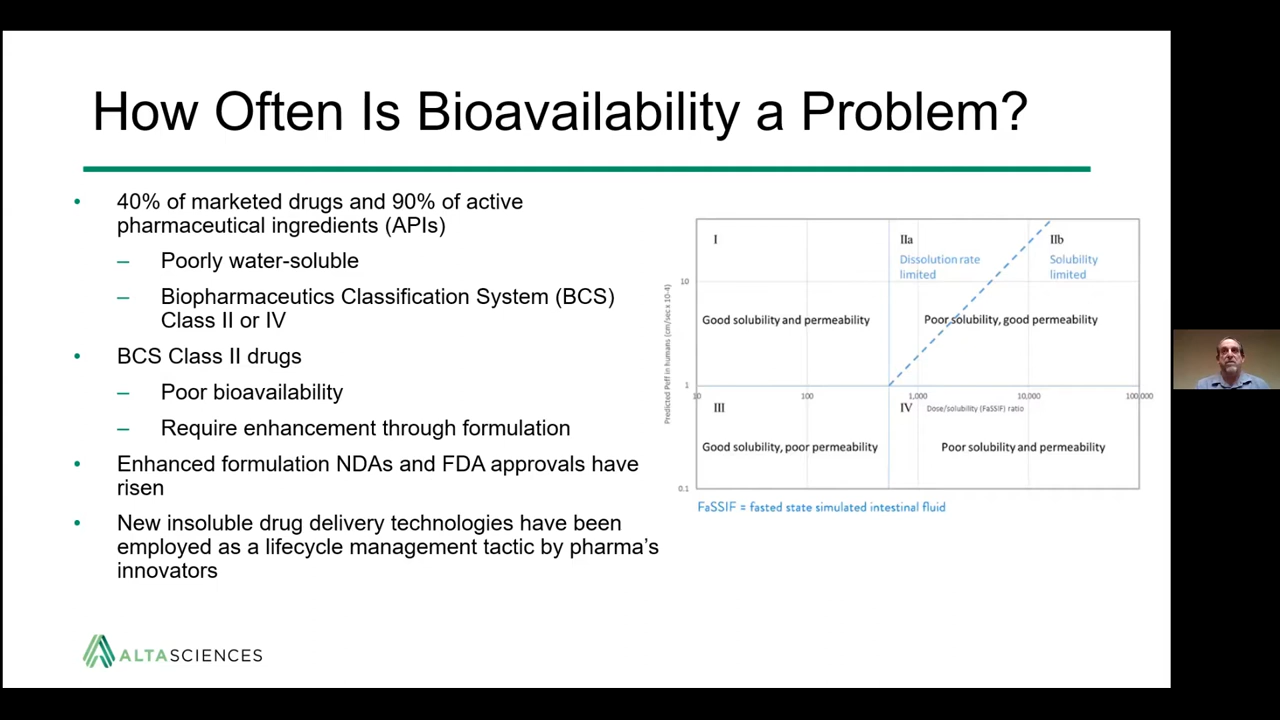 How Often Is Bioavailability a Problem?
• 40% of marketed drugs and 90% of active
pharmaceutical ingredients (APIs)
– Poorly water-soluble
– Biopharmaceutics Classification System (BCS)
Class II or IV
• BCS Class II drugs
– Poor bioavailability
– Require enhancement through formulation
• Enhanced formulation NDAs and FDA approvals have
risen
• New insoluble drug delivery technologies have been
employed as a lifecycle management tactic by pharma's
innovators
Predicted Peff in humans (cm/sec x 10-4)
I
IIa
Dissolution rate
limited
IIb
Solubility
limited
10
Good solubility and permeability
Poor solubility, good permeability
1
10
100
1,000
10,000
100,000
III
IV
Dose/solubility (FaSSIF) ratio
Good solubility, poor permeability
Poor solubility and permeability
0.1
FaSSIF = fasted state simulated intestinal fluid
ALTASCIENCES